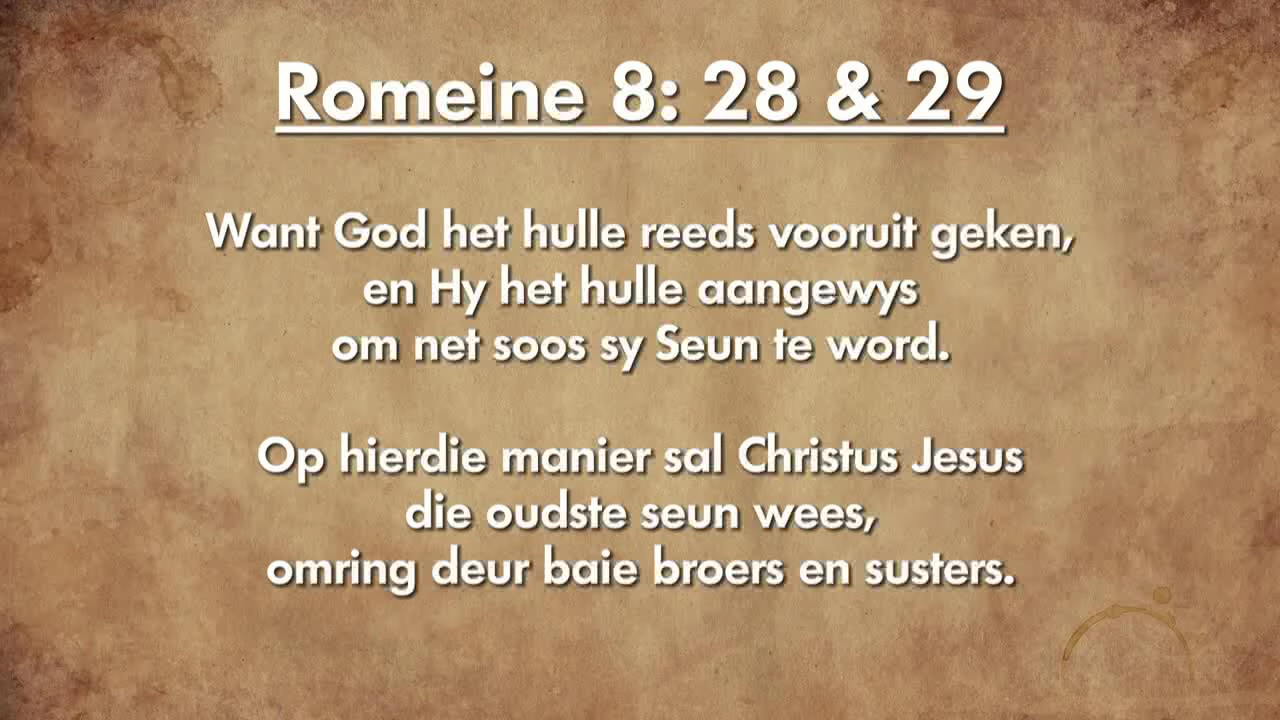 Romeine 8: 28 & 29
Want God het hulle reeds vooruit geken,
en Hy het hulle aangewys
om net soos sy Seun te word.
Op hierdie manier sal Christus Jesus
die oudste seun wees,
omring deur baie broers en susters.